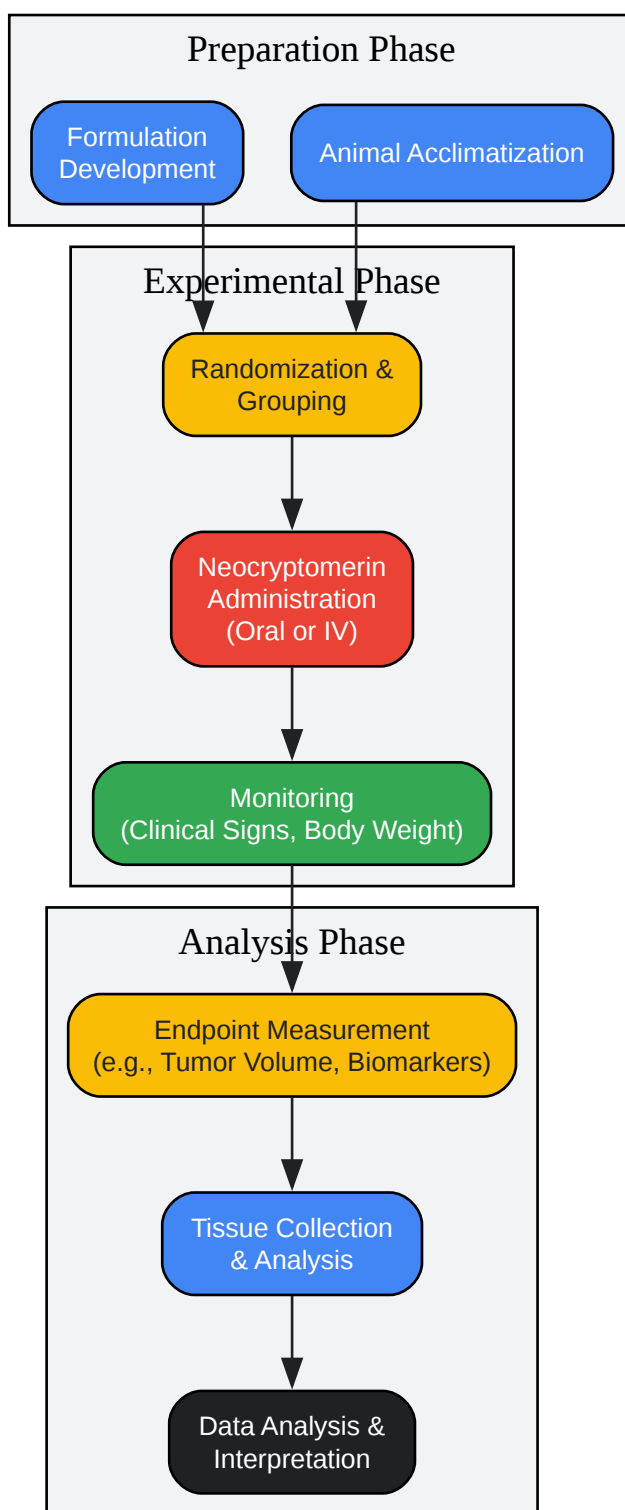 Preparation Phase
Formulation
Development
Animal Acclimatization
Experimental Phase
Randomization &
Grouping
Neocryptomerin
Administration
(Oral or IV)
Monitoring
(Clinical Signs, Body Weight)
Analysis Phase
Endpoint Measurement
(e.g., Tumor Volume, Biomarkers)
Tissue Collection
& Analysis
Data Analysis &
Interpretation